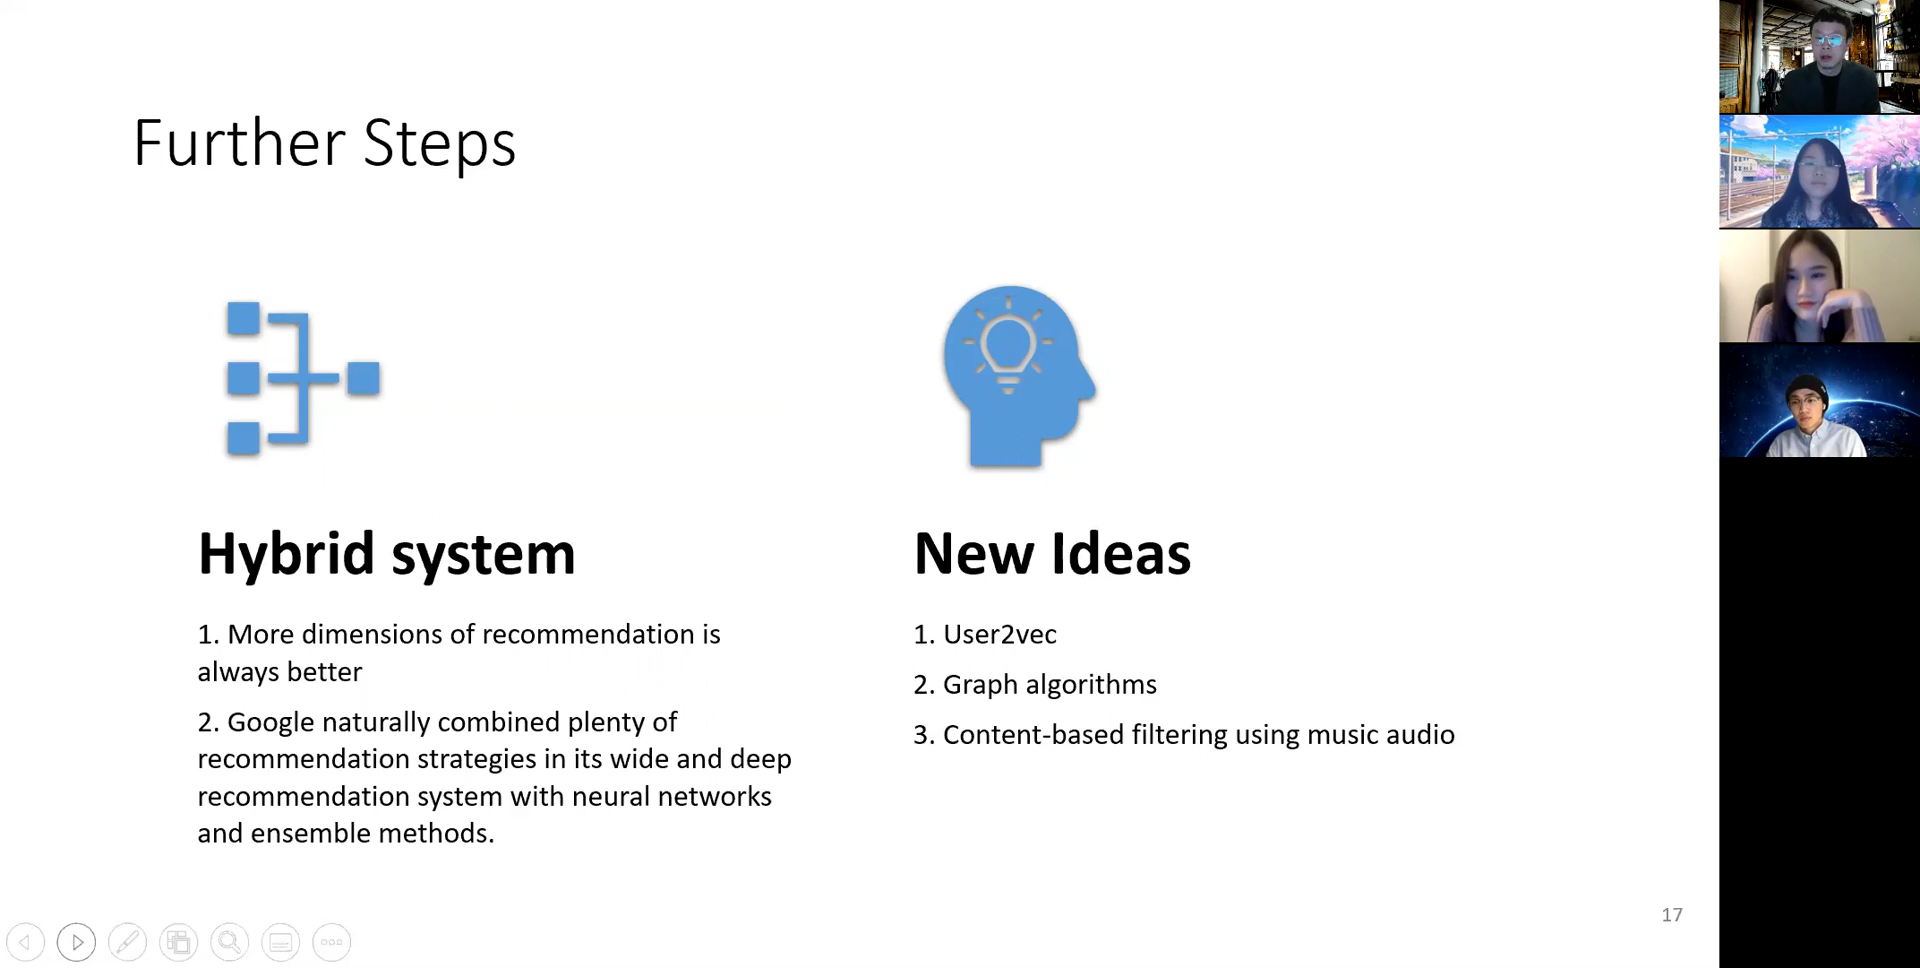 Further Steps
Hybrid system
1. More dimensions of recommendation is
always better
2. Google naturally combined plenty of
recommendation strategies in its wide and deep
recommendation system with neural networks
and ensemble methods.
New Ideas
1. User2vec
2. Graph algorithms
3. Content-based filtering using music audio
17